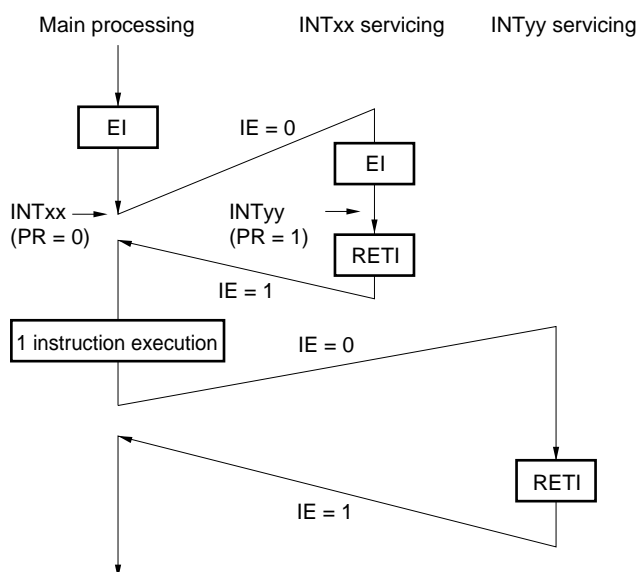 Main processing
INTxx servicing
INTyy servicing
EI
IE = 0
EI
INTxx
(PR = 0)
INTyy
(PR = 1)
RETI
IE = 1
1 instruction execution
IE = 0
RETI
IE = 1